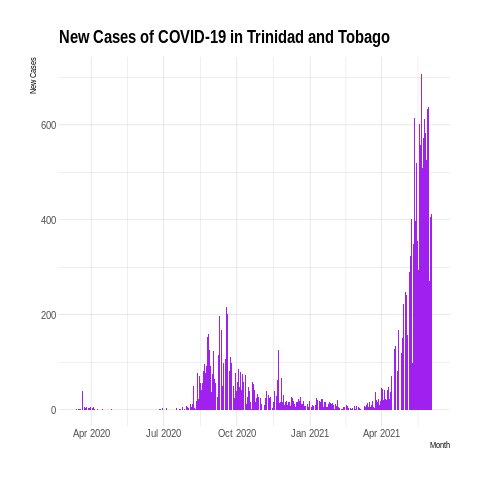 New Cases of COVID-19 in Trinidad and Tobago
New Cases
600
400
200
0
Apr 2020 Jul 2020 Oct 2020 Jan 2021 Apr 2021
Month